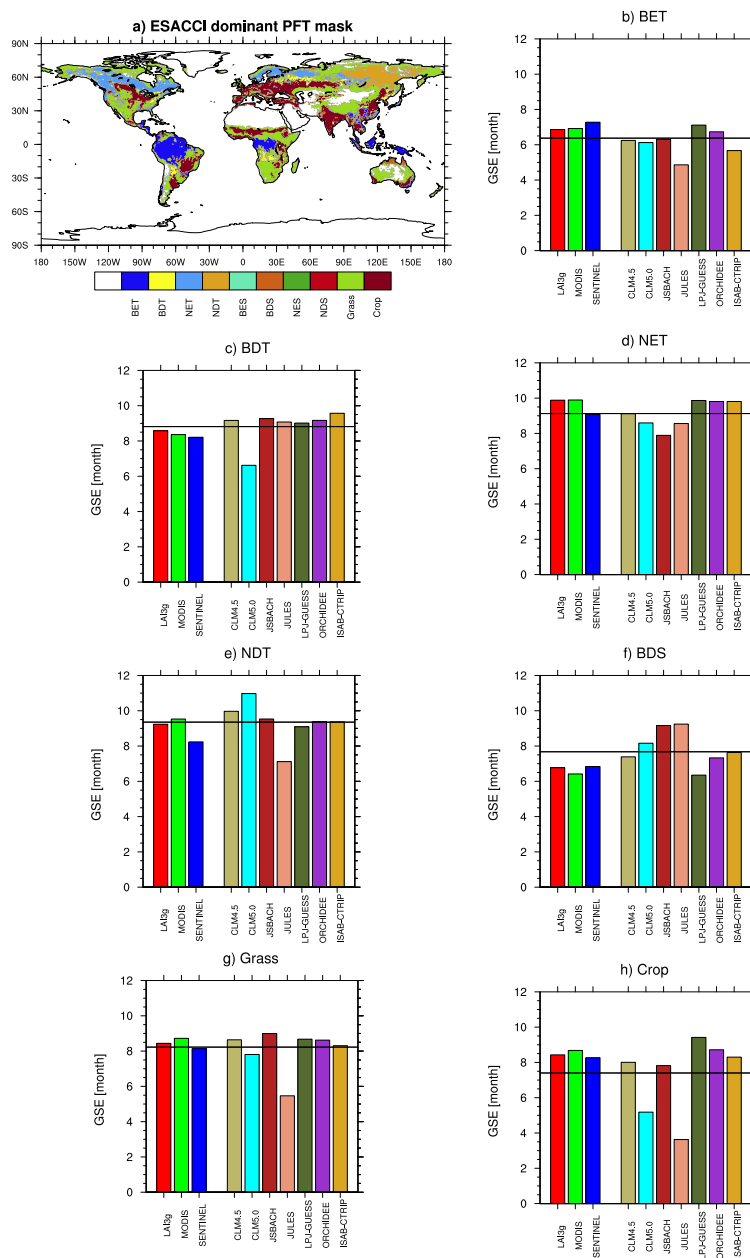 a) ESACCI dominant PFT mask
90N
60N
30N
0
30S
60S
90S
180 150W 120W 90W 60W 30W 0 30E 60E 90E 120E 150E 180
BET BDT NET NDT BES BDS NES NDS Grass Crop
b) BET
GSE [month]
12
10
8
6
4
2
0
LAI3g MODIS SENTINEL CLM4.5 CLM5.0 JSBACH JULES LPJ-GUESS ORCHIDEE ISAB-CTRIP
c) BDT
GSE [month]
12
10
8
6
4
2
0
LAI3g MODIS SENTINEL CLM4.5 CLM5.0 JSBACH JULES LPJ-GUESS ORCHIDEE ISAB-CTRIP
d) NET
GSE [month]
12
10
8
6
4
2
0
LAI3g MODIS SENTINEL CLM4.5 CLM5.0 JSBACH JULES LPJ-GUESS ORCHIDEE ISAB-CTRIP
e) NDT
GSE [month]
12
10
8
6
4
2
0
LAI3g MODIS SENTINEL CLM4.5 CLM5.0 JSBACH JULES LPJ-GUESS ORCHIDEE ISAB-CTRIP
f) BDS
GSE [month]
12
10
8
6
4
2
0
LAI3g MODIS SENTINEL CLM4.5 CLM5.0 JSBACH JULES LPJ-GUESS ORCHIDEE ISAB-CTRIP
g) Grass
GSE [month]
12
10
8
6
4
2
0
LAI3g MODIS SENTINEL CLM4.5 CLM5.0 JSBACH JULES LPJ-GUESS ORCHIDEE ISAB-CTRIP
h) Crop
GSE [month]
12
10
8
6
4
2
0
LAI3g MODIS SENTINEL CLM4.5 CLM5.0 JSBACH JULES LPJ-GUESS ORCHIDEE ISAB-CTRIP